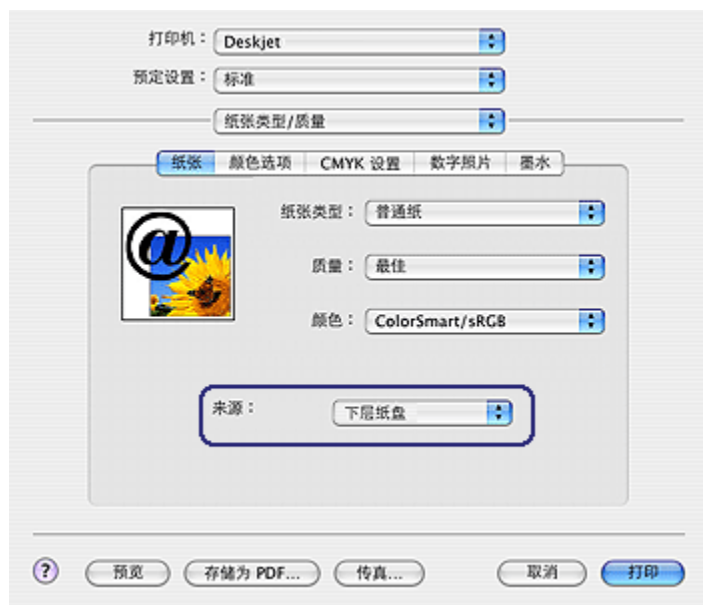 打印机： Deskjet
预定设置： 标准
纸张类型/质量
纸张 颜色选项 CMYK 设置 数字照片 墨水
@
纸张类型： 普通纸
质量： 最佳
颜色： ColorSmart/sRGB
来源： 下层纸盘
? 预览 存储为 PDF... 传真... 取消 打印